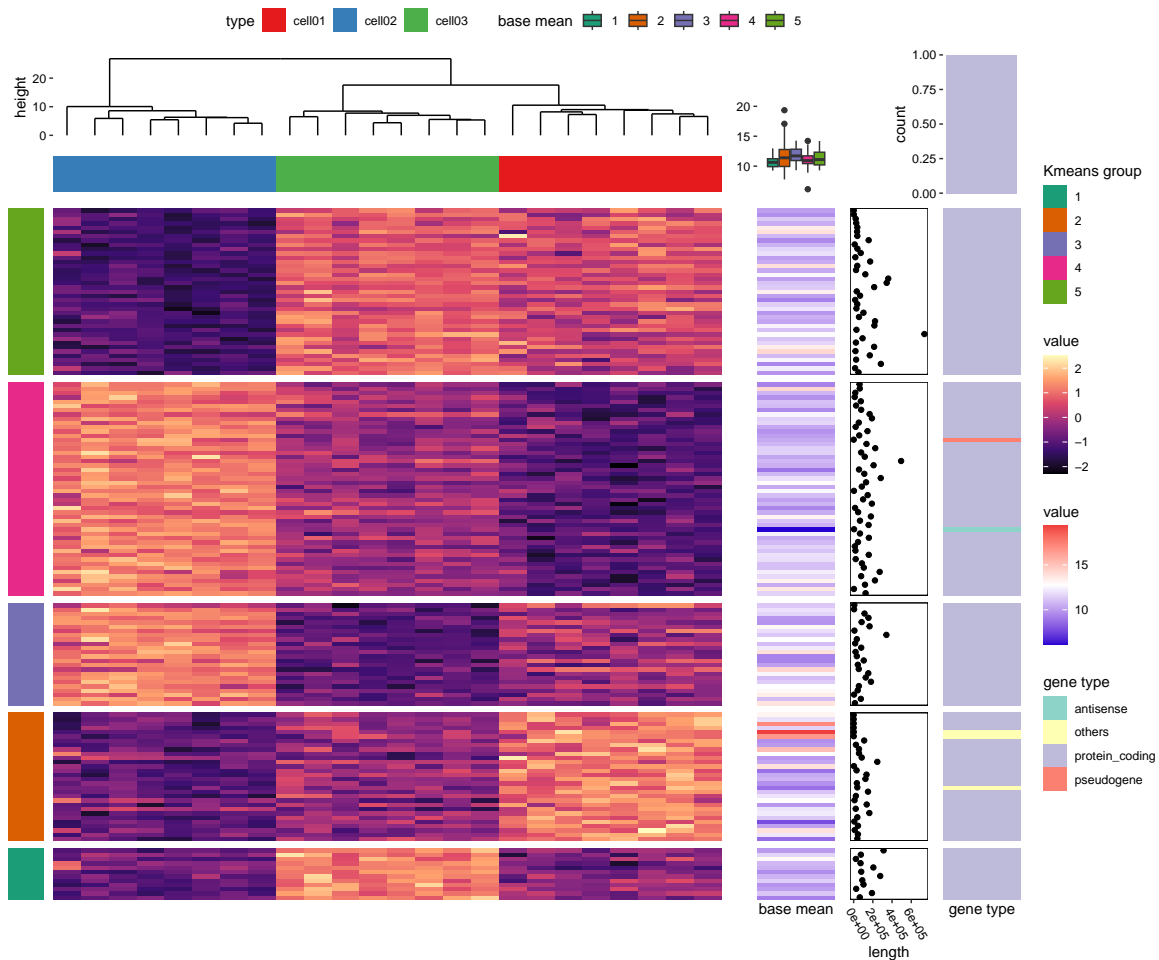 type cell01 cell02 cell03 base mean 1 2 3 4 5
height
20
10
0
20
15
10
count
1.00
0.75
0.50
0.25
0.00
Kmeans group
1
2
3
4
5
value
2
1
0
−1
−2
value
15
10
gene type
antisense
others
protein_coding
pseudogene
base mean
0e+00
2e+05
4e+05
6e+05
length
gene type